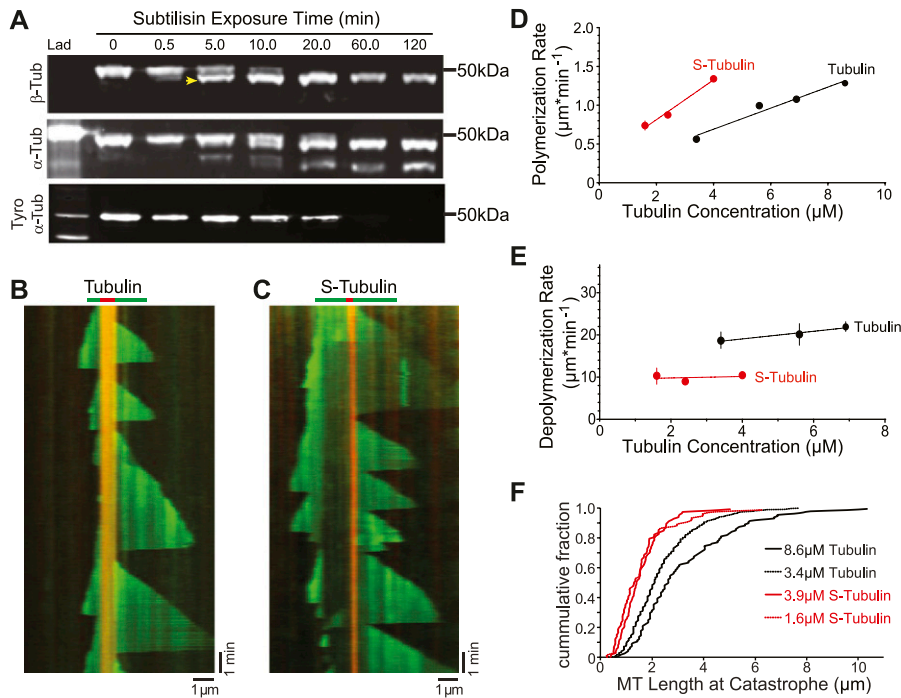 A
Subtilisin Exposure Time (min)
Lad 0 0.5 5.0 10.0 20.0 60.0 120
β-Tub
50kDa
α-Tub
50kDa
Tyro
α-Tub
50kDa
B
Tubulin
1 min
1 µm
C
S-Tubulin
1 min
1 µm
D
Polymerization Rate
(µm*min-1)
2.0
1.5
1.0
0.5
0
S-Tubulin
Tubulin
0 2 4 6 8 10
Tubulin Concentration (µM)
E
Depolymerization Rate
(µm*min-1)
30
20
10
0
Tubulin
S-Tubulin
0 2 4 6 8
Tubulin Concentration (µM)
F
cummulative fraction
1.0
0.8
0.6
0.4
0.2
0
8.6µM Tubulin
3.4µM Tubulin
3.9µM S-Tubulin
1.6µM S-Tubulin
0 2 4 6 8 10
MT Length at Catastrophe (µm)